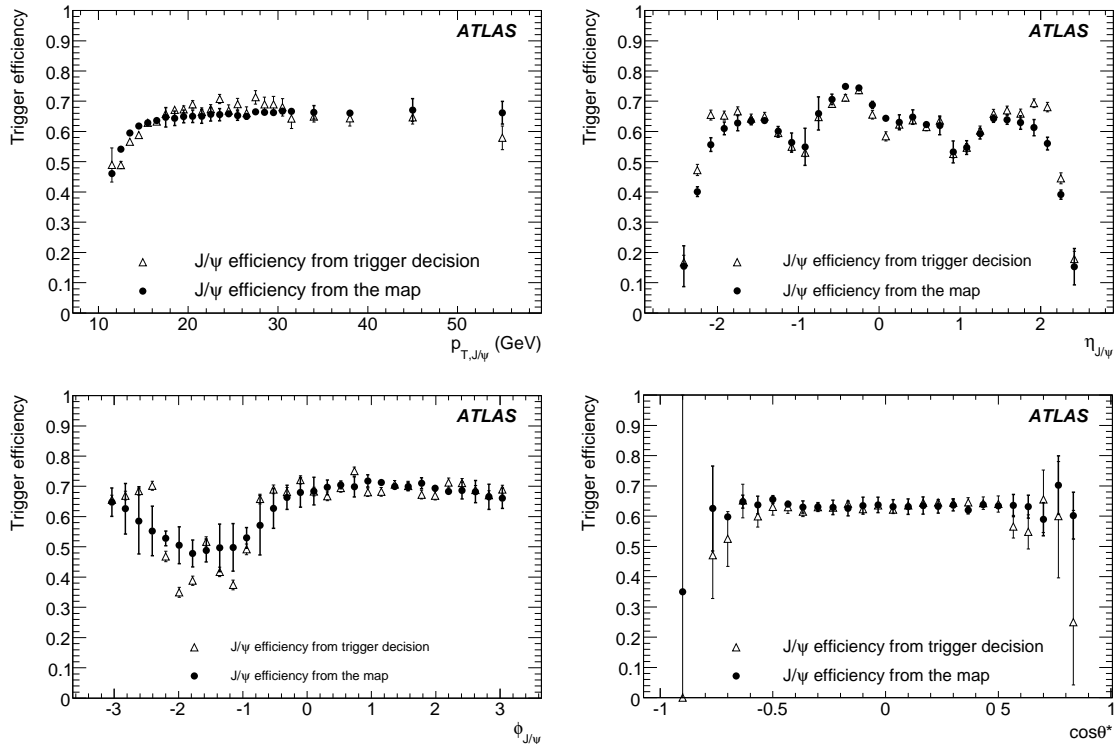 ATLAS
Trigger efficiency
1
0.9
0.8
0.7
0.6
0.5
0.4
0.3
0.2
0.1
0
J/ψ efficiency from trigger decision
J/ψ efficiency from the map
10 20 30 40 50
p T,J/ψ (GeV)
ATLAS
Trigger efficiency
1
0.9
0.8
0.7
0.6
0.5
0.4
0.3
0.2
0.1
0
J/ψ efficiency from trigger decision
J/ψ efficiency from the map
-2 -1 0 1 2
η J/ψ
ATLAS
Trigger efficiency
1
0.9
0.8
0.7
0.6
0.5
0.4
0.3
0.2
0.1
0
J/ψ efficiency from trigger decision
J/ψ efficiency from the map
-3 -2 -1 0 1 2 3
ϕ J/ψ
ATLAS
Trigger efficiency
1
0.9
0.8
0.7
0.6
0.5
0.4
0.3
0.2
0.1
0
J/ψ efficiency from trigger decision
J/ψ efficiency from the map
-1 -0.5 0 0 5 1
cosθ*